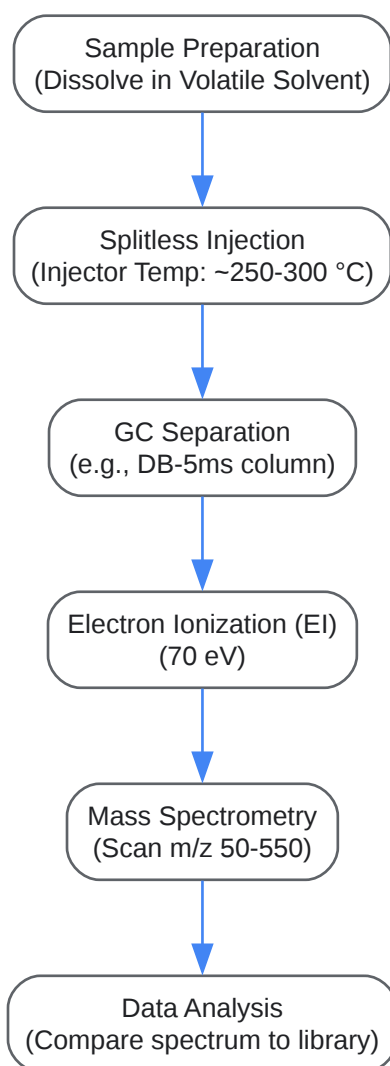 Sample Preparation
(Dissolve in Volatile Solvent)
Splitless Injection
(Injector Temp: ~250-300 °C)
GC Separation
(e.g., DB-5ms column)
Electron Ionization (EI)
(70 eV)
Mass Spectrometry
(Scan m/z 50-550)
Data Analysis
(Compare spectrum to library)